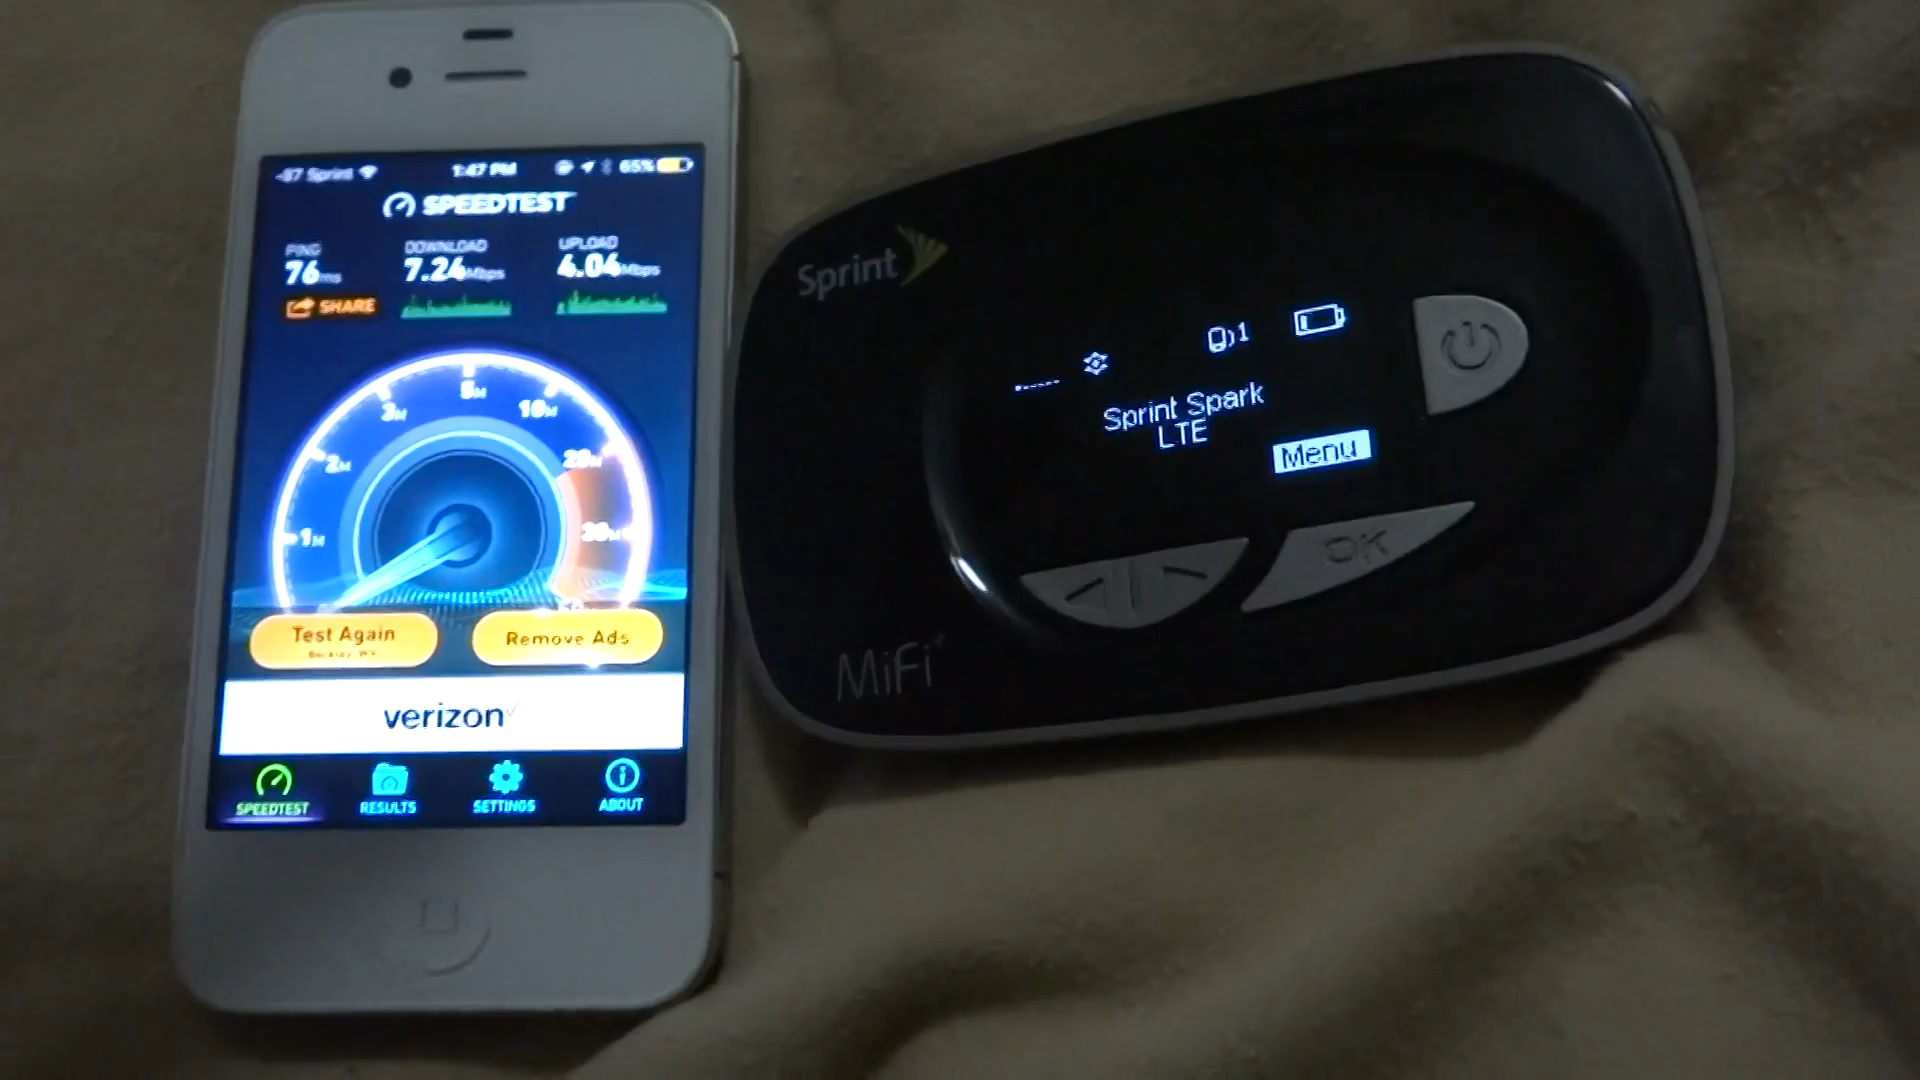 -87 Sprint 1:47 PM 65%
SPEEDTEST
PING DOWNLOAD UPLOAD
76ms 7.24Mbps 4.04Mbps
SHARE
5M
3M 10M
2M 20M
1M 30M
Test Again Remove Ads
verizon
SPEEDTEST RESULTS SETTINGS ABOUT
Sprint
1
Sprint Spark
LTE
Menu
OK
MiFi